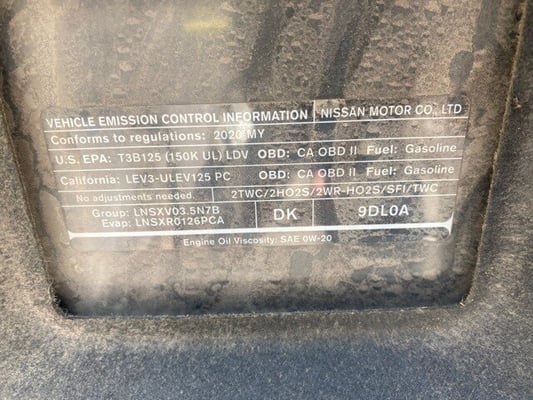 VEHICLE EMISSION CONTROL INFORMATION | NISSAN MOTOR CO., LTD
Conforms to regulations: 2020 MY
U.S. EPA: T3B125 (150K UL) LDV OBD: CA OBD II Fuel: Gasoline
California: LEV3-ULEV125 PC OBD: CA OBD II Fuel: Gasoline
No adjustments needed. 2TWC/2HO2S/2WR-HO2S/SFI/TWC
Group: LNSXV03.5N7B
Evap: LNSXR0126PCA
DK 9DL0A
Engine Oil Viscosity: SAE 0W-20